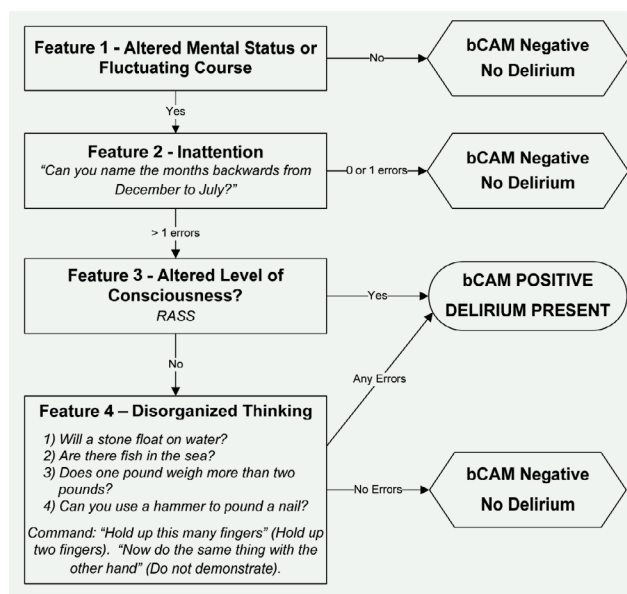 Feature 1 - Altered Mental Status or
Fluctuating Course
No
bCAM Negative
No Delirium
Yes
Feature 2 - Inattention
“Can you name the months backwards from
December to July?”
0 or 1 errors
bCAM Negative
No Delirium
> 1 errors
Feature 3 - Altered Level of
Consciousness?
RASS
Yes
bCAM POSITIVE
DELIRIUM PRESENT
No
Any Errors
Feature 4 – Disorganized Thinking
1) Will a stone float on water?
2) Are there fish in the sea?
3) Does one pound weigh more than two
pounds?
4) Can you use a hammer to pound a nail?
Command: “Hold up this many fingers” (Hold up
two fingers). “Now do the same thing with the
other hand” (Do not demonstrate).
No Errors
bCAM Negative
No Delirium